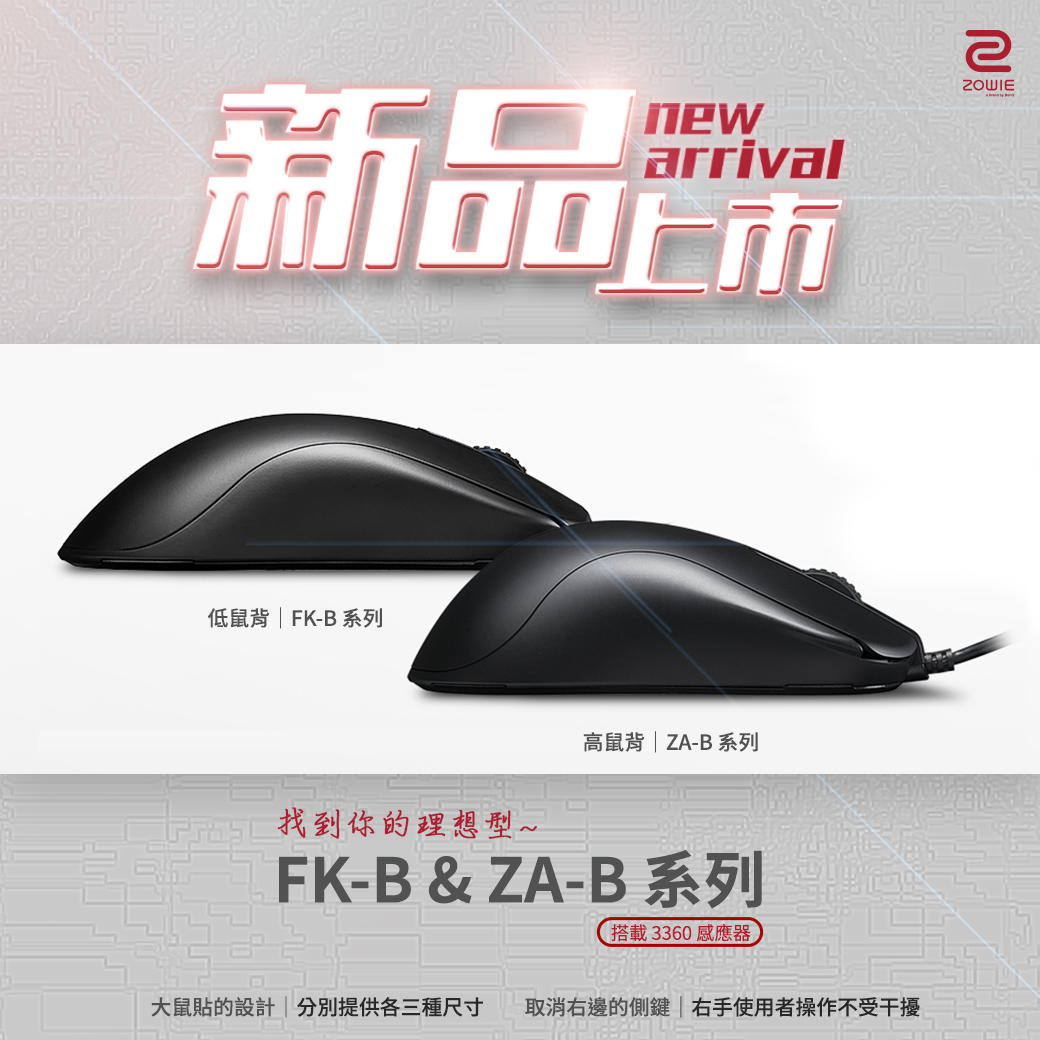 ZOWIE
新品上市
new
arrival
低鼠背｜FK-B 系列
高鼠背｜ZA-B 系列
找到你的理想型~
FK-B & ZA-B 系列
搭載 3360 感應器
大鼠貼的設計｜分別提供各三種尺寸
取消右邊的側鍵｜右手使用者操作不受干擾